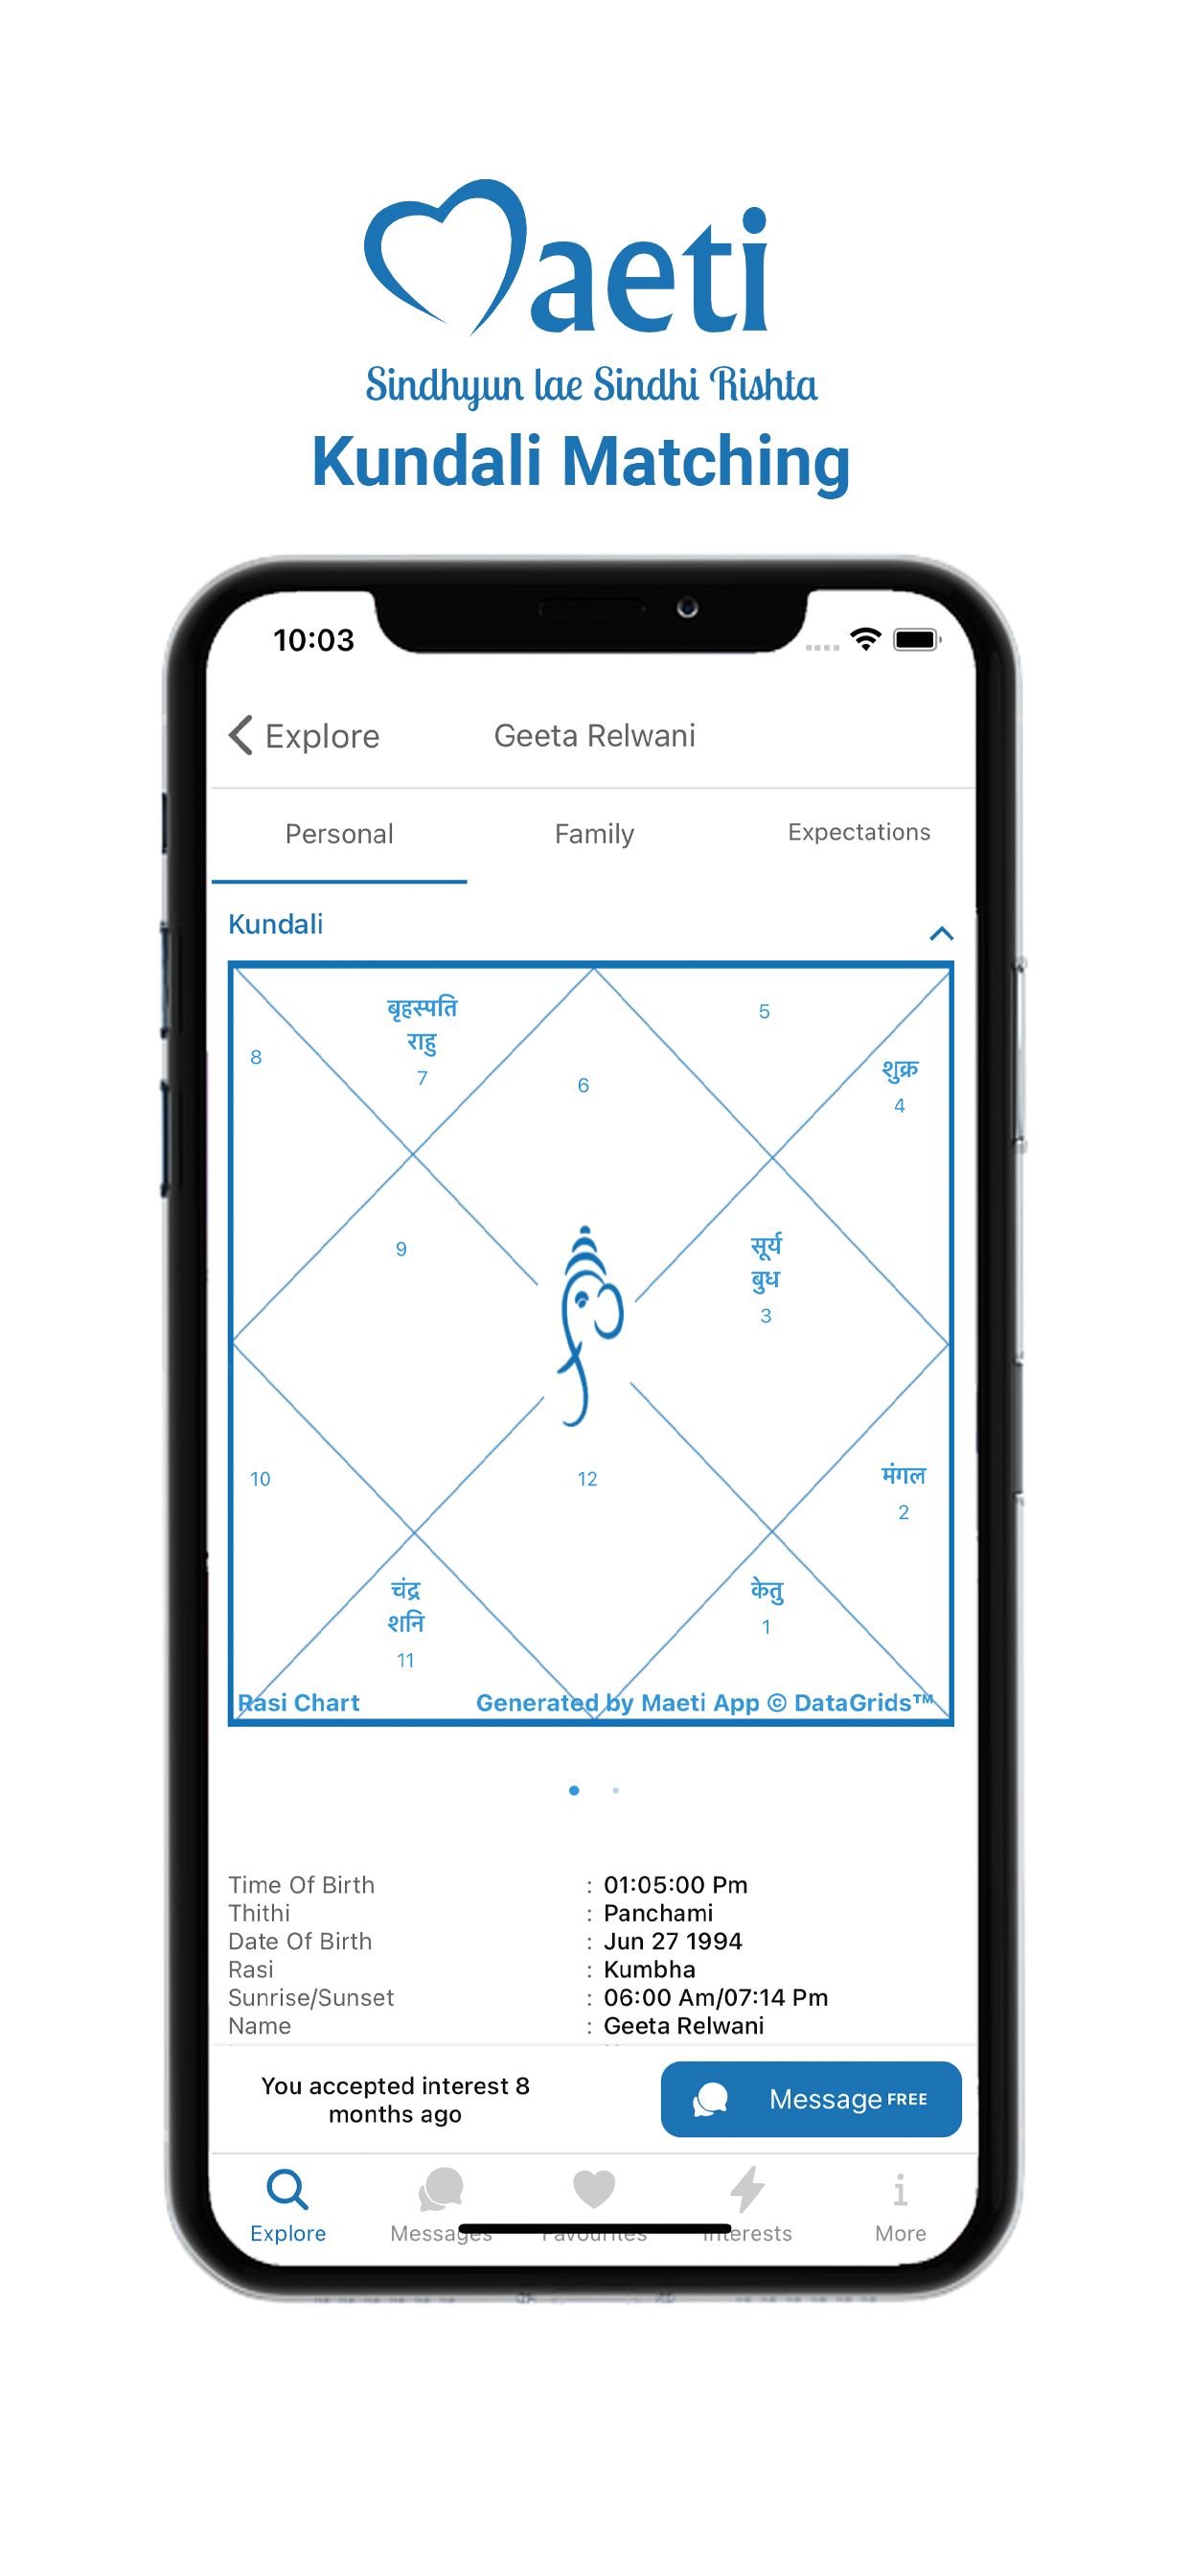 Maeti
Sindhyun lae Sindhi Rishta
Kundali Matching
10:03
Explore
Geeta Relwani
Personal
Family
Expectations
Kundali
बृहस्पति
राहु
7
5
8
6
शुक्र
4
9
सूर्य
बुध
3
10
12
मंगल
2
चंद्र
शनि
11
केतु
1
Rasi Chart
Generated by Maeti App © DataGrids™
Time Of Birth : 01:05:00 Pm
Thithi : Panchami
Date Of Birth : Jun 27 1994
Rasi : Kumbha
Sunrise/Sunset : 06:00 Am/07:14 Pm
Name : Geeta Relwani
You accepted interest 8
months ago
Message FREE
Explore
Messages
Favourites
Interests
More